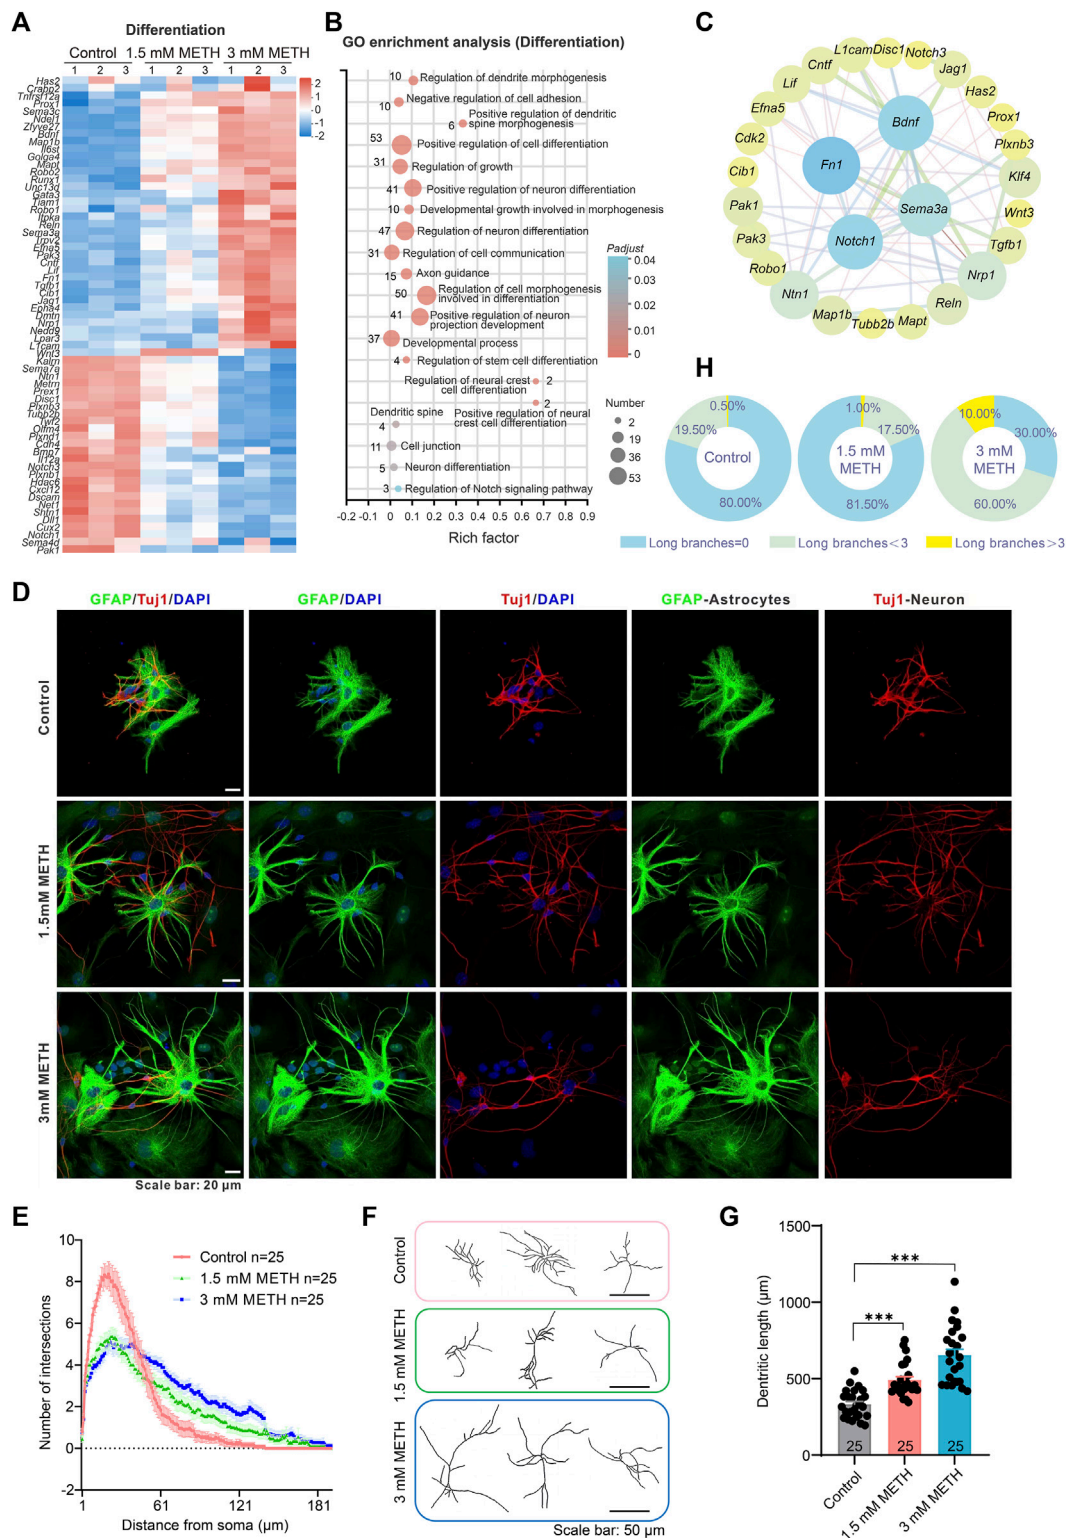 A
Differentiation
Control 1.5 mM METH 3 mM METH
1 2 3 1 2 3 1 2 3
Has2
Crabp2
Tnfrsf12a
Prox1
Sema3c
Ndel1
Zfyve27
Bdnf
Map1b
Il6st
Golga4
Mapt
Robo2
Runx1
Unc13d
Gata3
Tiam1
Robo1
Itpka
Reln
Sema3a
Trpv2
Efna5
Pak3
Cntf
Lif
Fn1
Tgfb1
Cib1
Jag1
Epha4
Dmtn
Nrp1
Nedd9
Lpar3
L1cam
Wnt3
Kalrn
Sema7a
Ntn1
Metrn
Prex1
Disc1
Plxnb3
Tubb2b
Twf2
Olfm4
Plxnd1
Cdh4
Bmp7
Il12a
Notch3
Plxnb1
Hdac6
Cxcl12
Dscam
Net1
Shtn1
Dll1
Cux2
Notch1
Sema4d
Pak1
2
1
0
-1
-2
B
GO enrichment analysis (Differentiation)
10 Regulation of dendrite morphogenesis
10 Negative regulation of cell adhesion
6 Positive regulation of dendritic
spine morphogenesis
53 Positive regulation of cell differentiation
31 Regulation of growth
41 Positive regulation of neuron differentiation
10 Developmental growth involved in morphogenesis
47 Regulation of neuron differentiation
31 Regulation of cell communication
15 Axon guidance
50 Regulation of cell morphogenesis
involved in differentiation
41 Positive regulation of neuron
projection development
37 Developmental process
4 Regulation of stem cell differentiation
Regulation of neural crest 2
cell differentiation
2
Positive regulation of neural
crest cell differentiation
Dendritic spine
4
11 Cell junction
5 Neuron differentiation
3 Regulation of Notch signaling pathway
-0.2 -0.1 0 0.1 0.2 0.3 0.4 0.5 0.6 0.7 0.8 0.9
Rich factor
Padjust
0.04
0.03
0.02
0.01
0
Number
2
19
36
53
C
L1cam
Disc1
Notch3
Cntf
Jag1
Lif
Has2
Efna5
Bdnf
Prox1
Cdk2
Plxnb3
Cib1
Fn1
Klf4
Pak1
Sema3a
Wnt3
Pak3
Notch1
Tgfb1
Robo1
Nrp1
Ntn1
Reln
Map1b
Tubb2b
Mapt
H
0.50%
19.50%
Control
80.00%
1.00%
17.50%
1.5 mM
METH
81.50%
10.00%
30.00%
3 mM
METH
60.00%
Long branches=0 Long branches<3 Long branches>3
D
GFAP/Tuj1/DAPI GFAP/DAPI Tuj1/DAPI GFAP-Astrocytes Tuj1-Neuron
Control
1.5mM METH
3mM METH
Scale bar: 20 μm
E
Number of intersections
10
8
6
4
2
0
-2
Control n=25
1.5 mM METH n=25
3 mM METH n=25
1 61 121 181
Distance from soma (μm)
F
Control
1.5 mM METH
3 mM METH
Scale bar: 50 μm
G
Dentritic length (μm)
1500
1000
500
0
***
***
25 25 25
Control
1.5 mM METH
3 mM METH